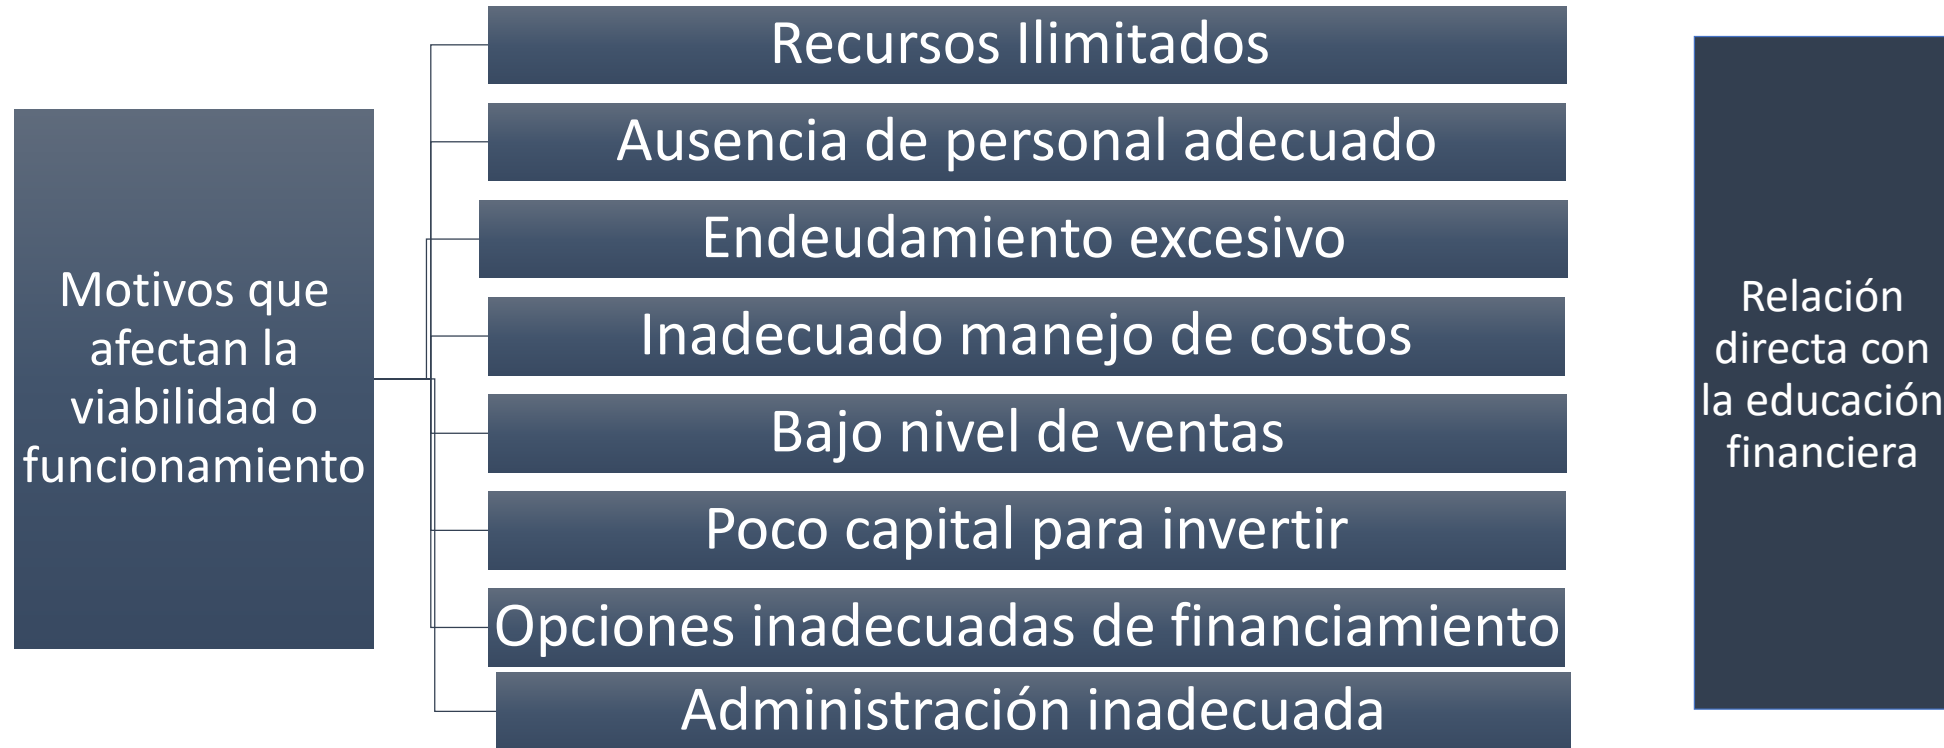 Motivos que
afectan la
viabilidad o
funcionamiento
Recursos Ilimitados
Ausencia de personal adecuado
Endeudamiento excesivo
Inadecuado manejo de costos
Bajo nivel de ventas
Poco capital para invertir
Opciones inadecuadas de financiamiento
Administración inadecuada
Relación
directa con
la educación
financiera